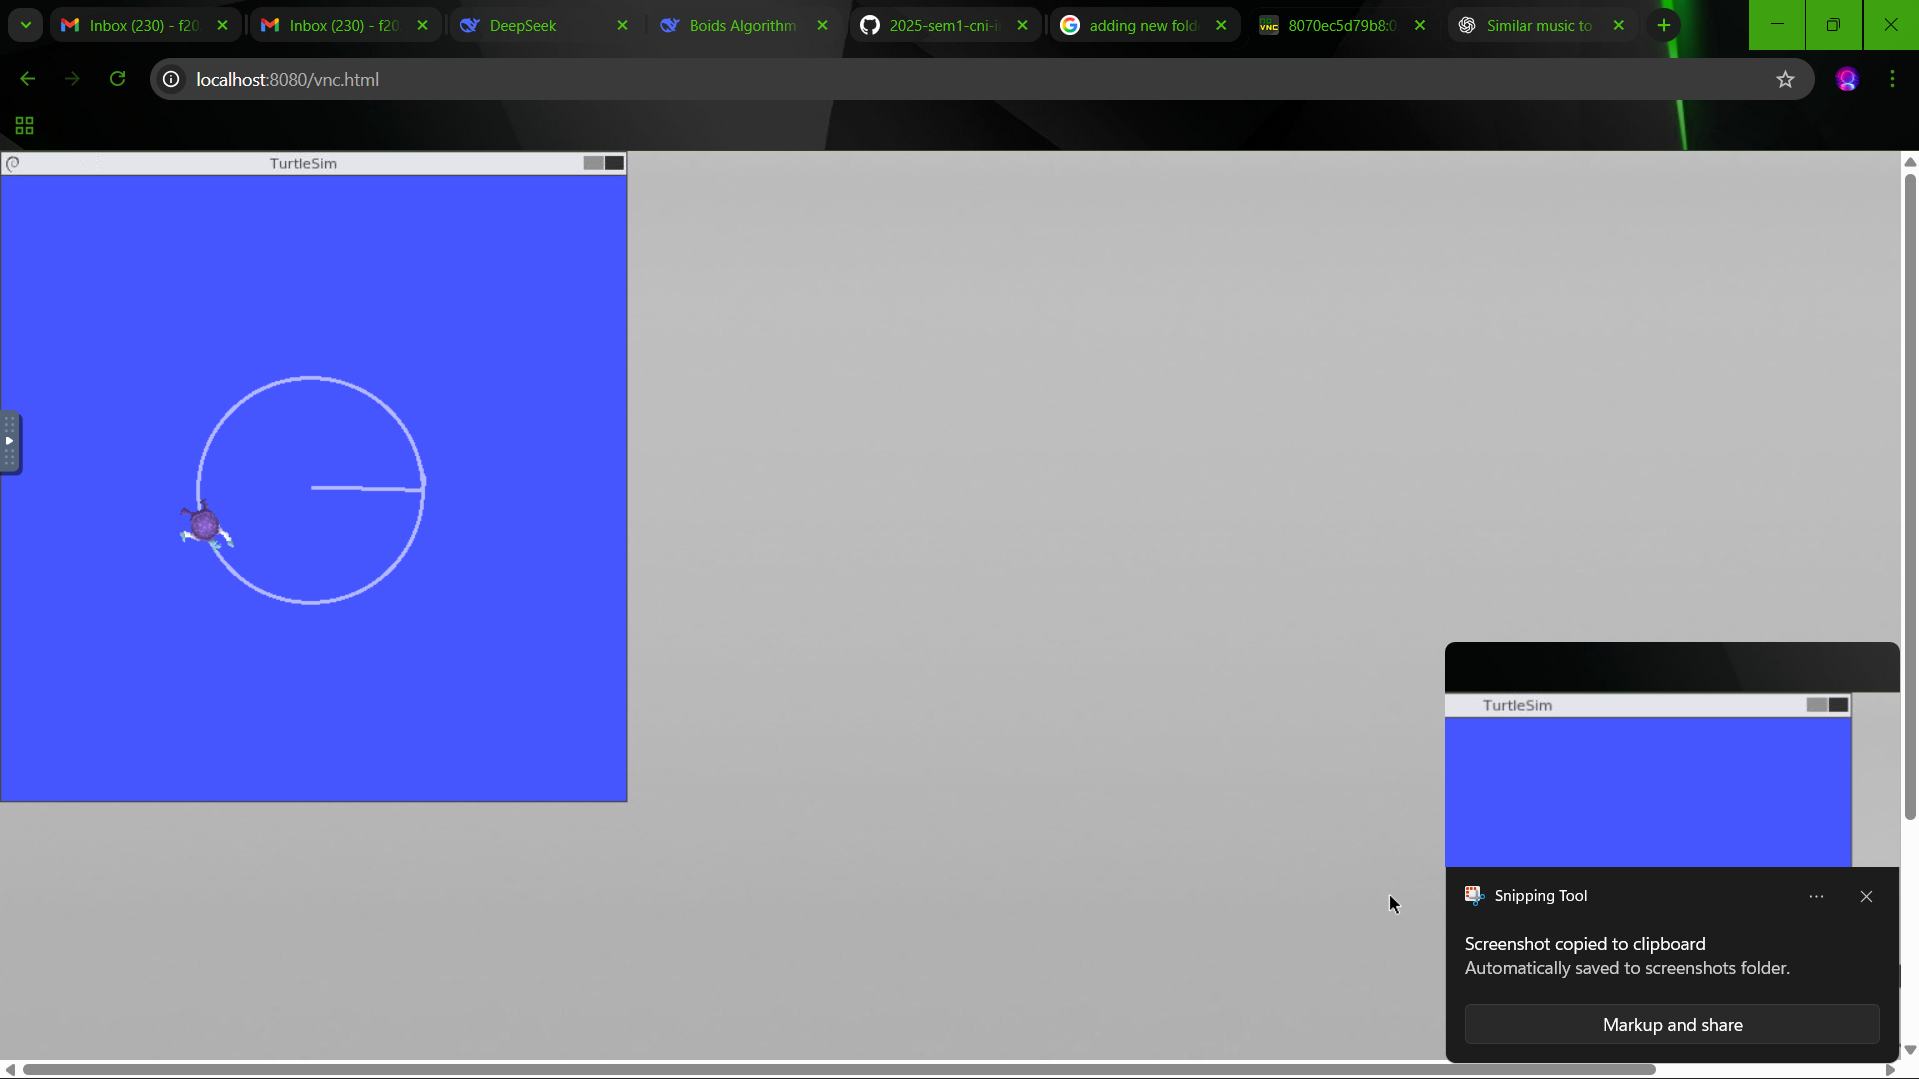 Inbox (230) - f20
Inbox (230) - f20
DeepSeek
Boids Algorithm
2025-sem1-cni-i
adding new fold
8070ec5d79b8:0
Similar music to
localhost:8080/vnc.html
TurtleSim
TurtleSim
Snipping Tool
Screenshot copied to clipboard
Automatically saved to screenshots folder.
Markup and share